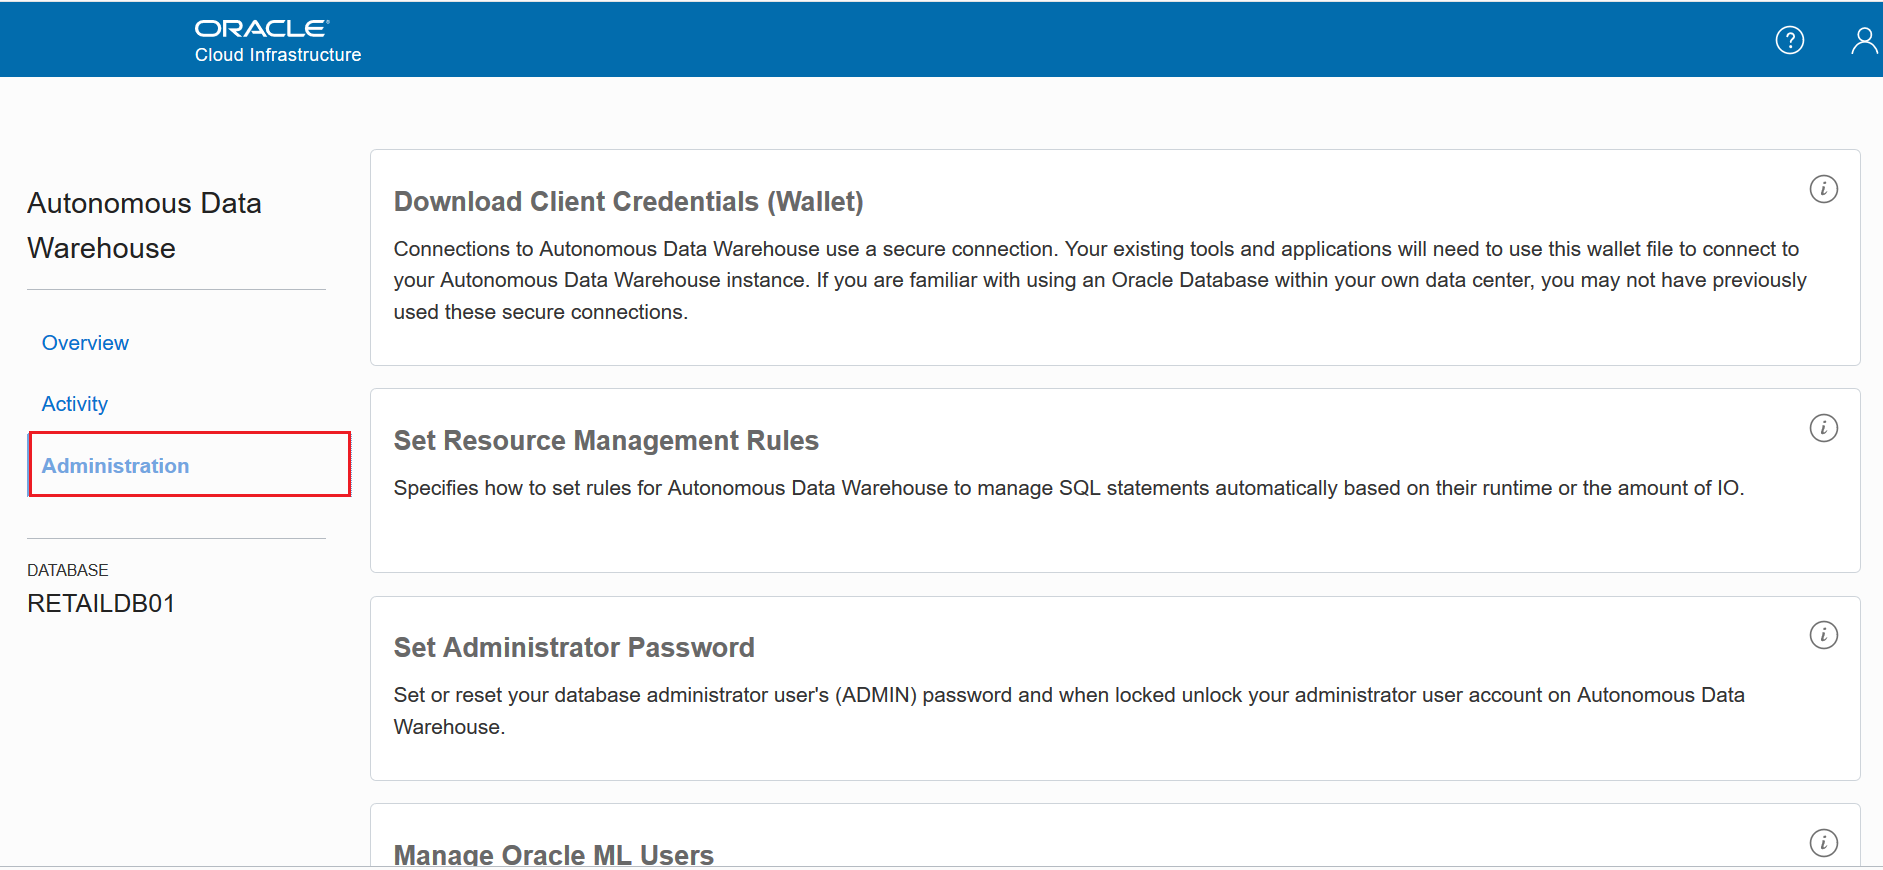 ORACLE
Cloud Infrastructure
Autonomous Data
Warehouse
Overview
Activity
Administration
DATABASE
RETAILDB01
Download Client Credentials (Wallet)
Connections to Autonomous Data Warehouse use a secure connection. Your existing tools and applications will need to use this wallet file to connect to
your Autonomous Data Warehouse instance. If you are familiar with using an Oracle Database within your own data center, you may not have previously
used these secure connections.
Set Resource Management Rules
Specifies how to set rules for Autonomous Data Warehouse to manage SQL statements automatically based on their runtime or the amount of IO.
Set Administrator Password
Set or reset your database administrator user's (ADMIN) password and when locked unlock your administrator user account on Autonomous Data
Warehouse.
Manage Oracle ML Users